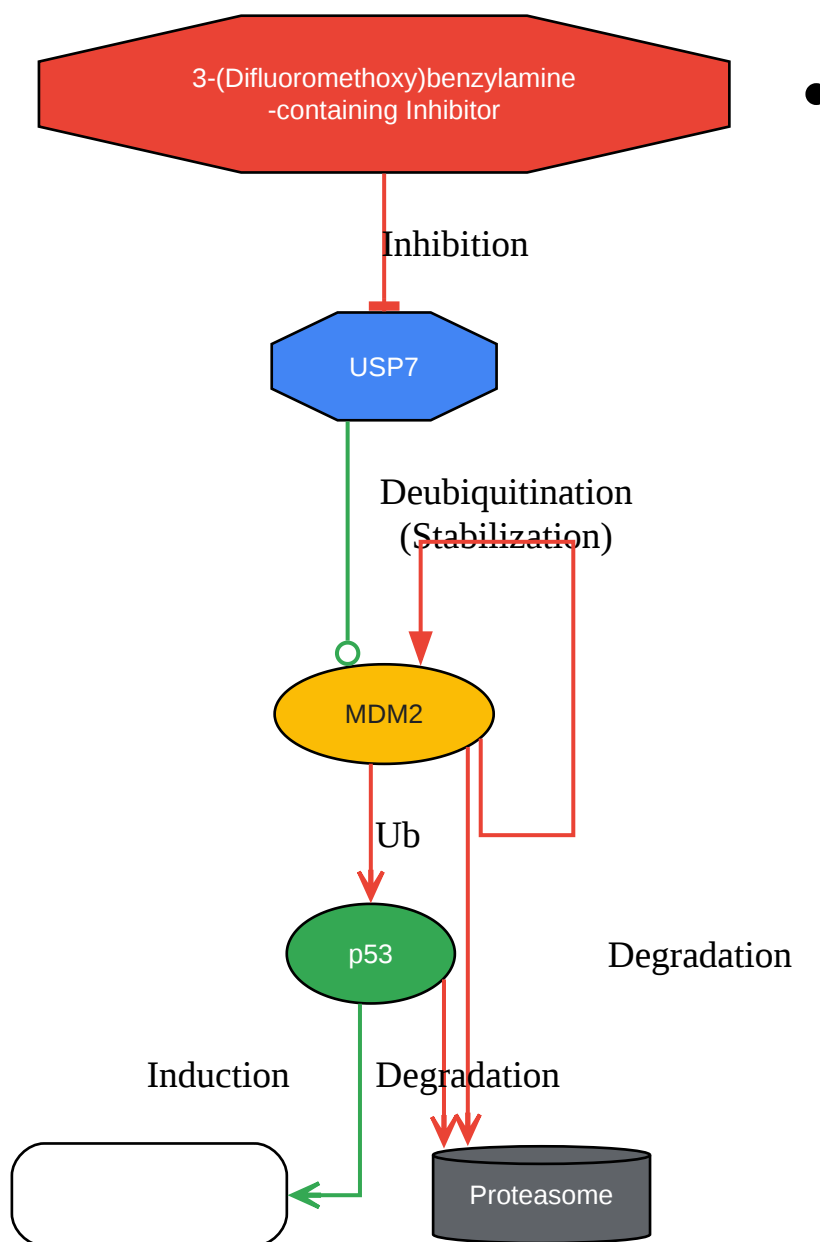 3-(Difluoromethoxy)benzylamine
-containing Inhibitor
Inhibition
USP7
Deubiquitination
(Stabilization)
MDM2
Ub
p53
Degradation
Induction
Degradation
Proteasome